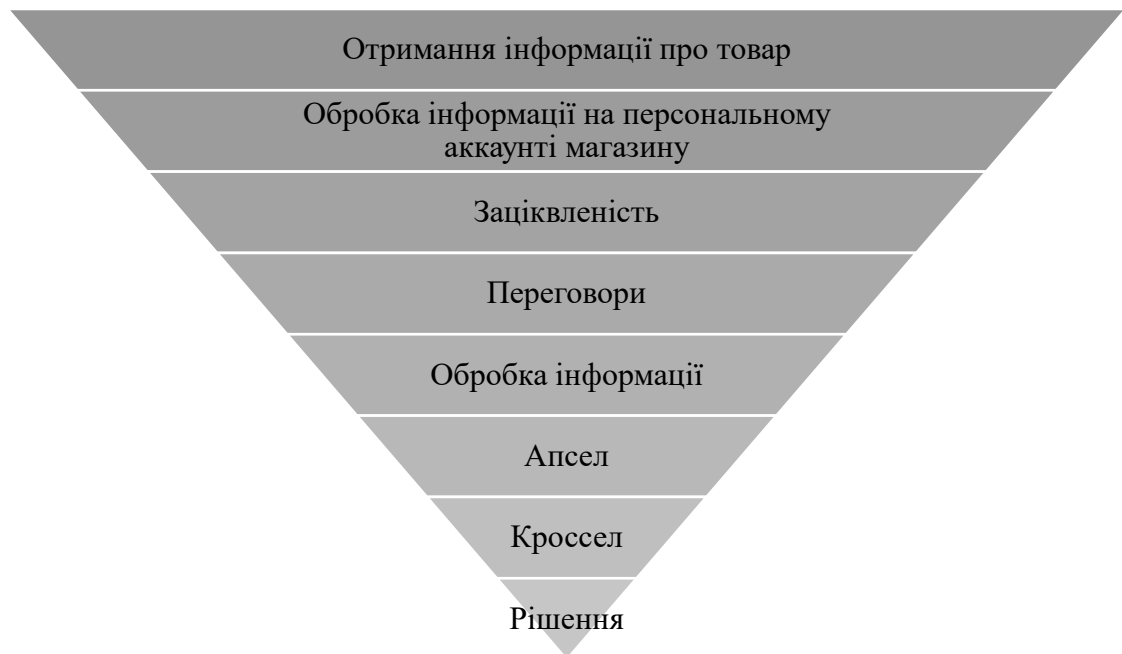 Отримання інформації про товар
Обробка інформації на персональному
аккаунті магазину
Заціквленість
Переговори
Обробка інформації
Апсел
Кроссел
Рішення